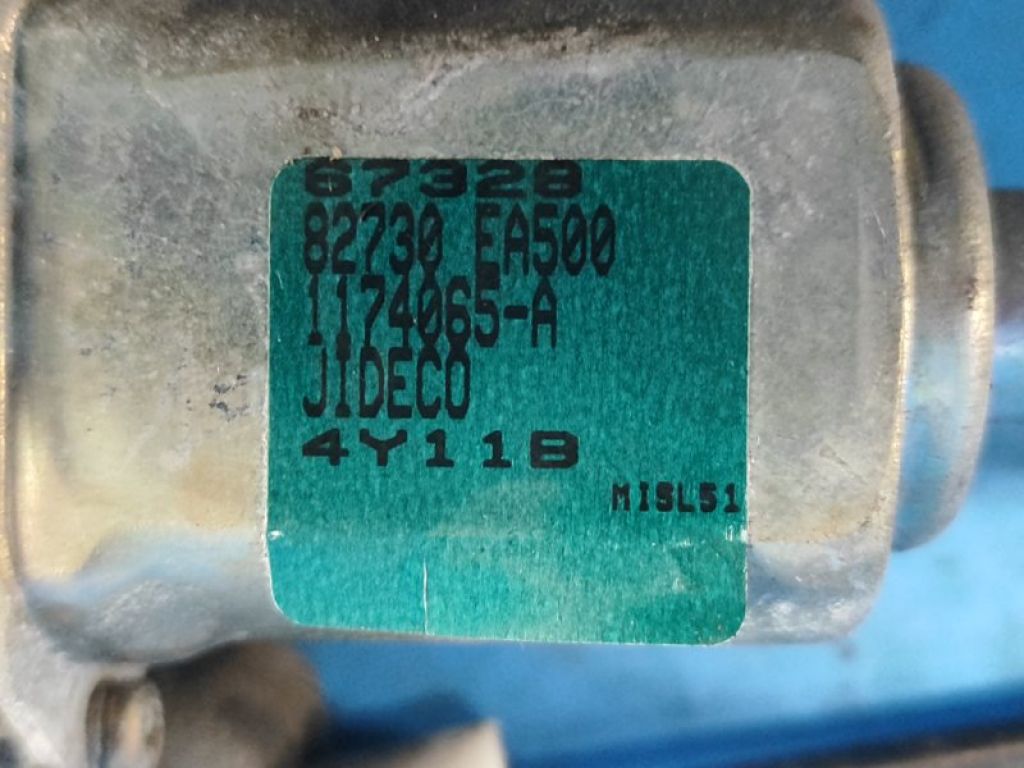 67328
82730 EA500
1174065-A
JIDECO
4Y11B
MISL51